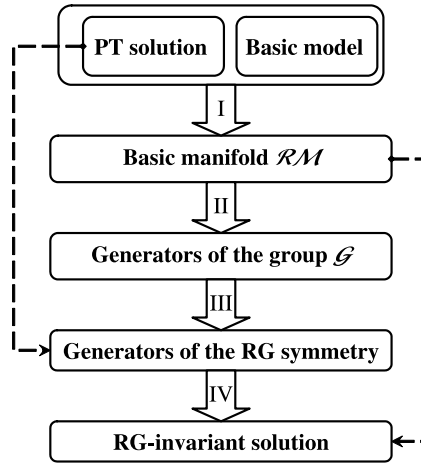 PT solution Basic model
I
Basic manifold ℛℳ
II
Generators of the group 𝒢
III
Generators of the RG symmetry
IV
RG-invariant solution